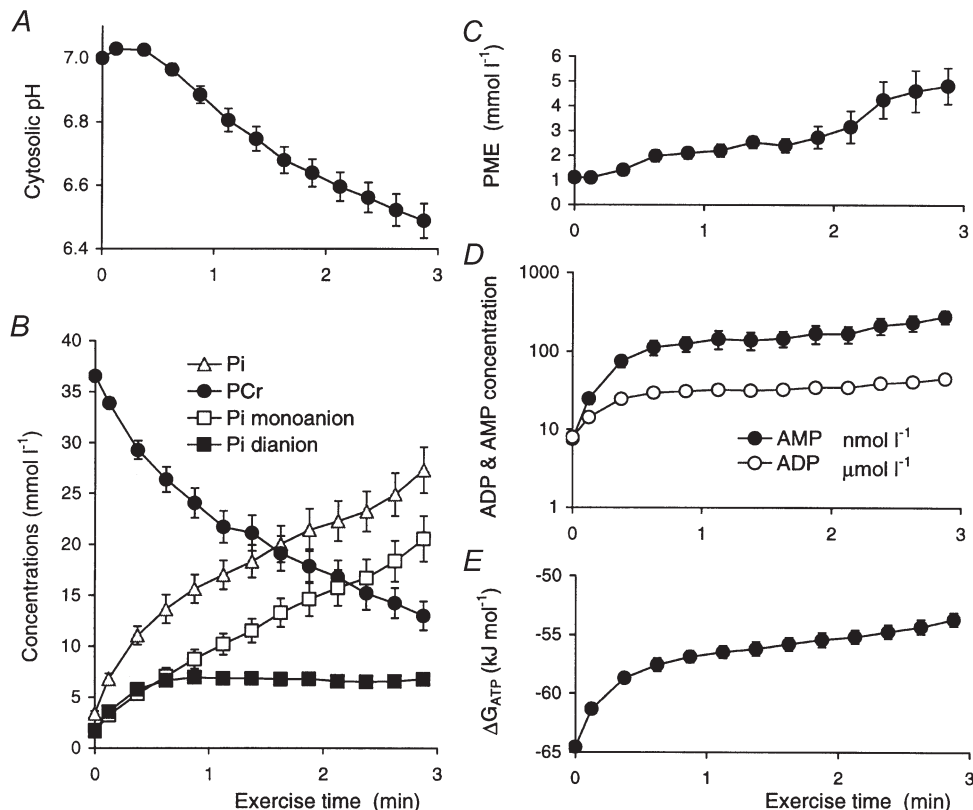 A
Cytosolic pH
7.0
6.8
6.6
6.4
0
1
2
3
B
Concentrations (mmol l⁻¹)
40
35
30
25
20
15
10
5
0
Pi
PCr
Pi monoanion
Pi dianion
0
1
2
3
Exercise time (min)
C
PME (mmol l⁻¹)
6
5
4
3
2
1
0
0
1
2
3
D
ADP & AMP concentration
1000
100
10
1
AMP nmol l⁻¹
ADP μmol l⁻¹
0
1
2
3
E
ΔG_ATP (kJ mol⁻¹)
-50
-55
-60
-65
0
1
2
3
Exercise time (min)